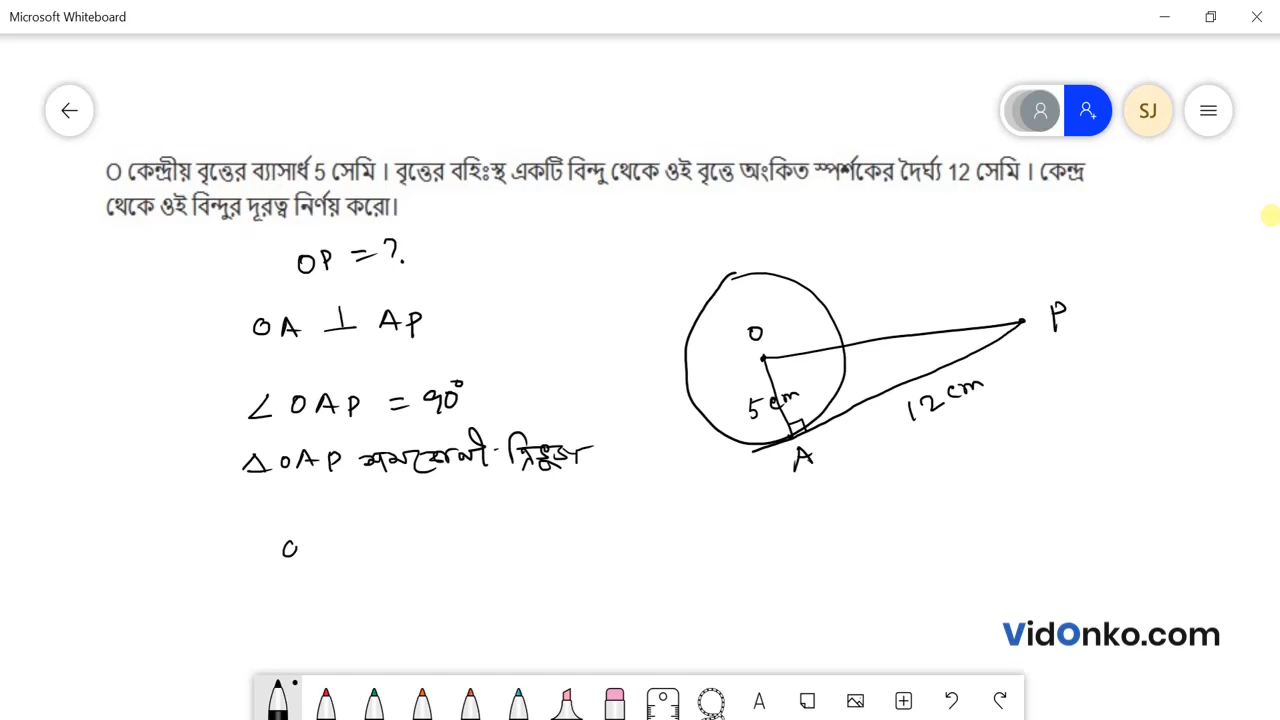 Microsoft Whiteboard
SJ
O কেন্দ্রীয় বৃত্তের ব্যাসার্ধ 5 সেমি । বৃত্তের বহিঃস্থ একটি বিন্দু থেকে ওই বৃত্তে অংকিত স্পর্শকের দৈর্ঘ্য 12 সেমি । কেন্দ্র
থেকে ওই বিন্দুর দূরত্ব নির্ণয় করো।
OP = ?
OA ⊥ AP
∠OAP = 90°
△OAP সমকোণী ত্রিভুজ
O
O
P
5 cm
12 cm
A
VidOnko.com
A